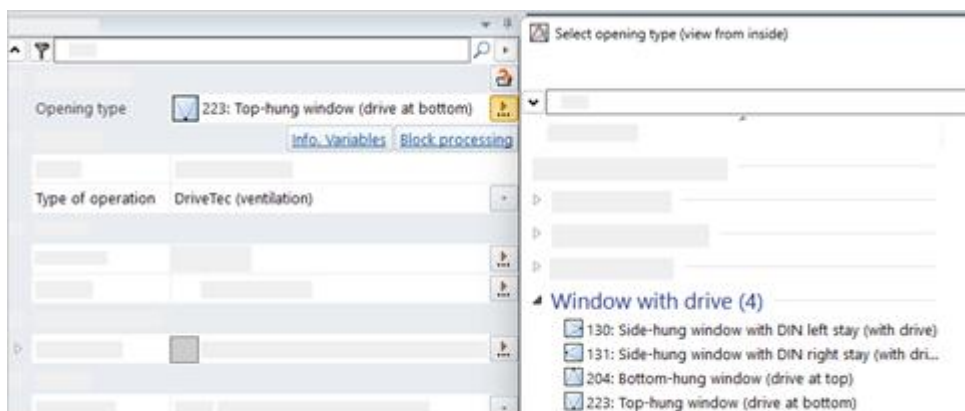 Select opening type (view from inside)
Opening type
223: Top-hung window (drive at bottom)
Info. Variables Block processing
Type of operation DriveTec (ventilation)
Window with drive (4)
130: Side-hung window with DIN left stay (with drive)
131: Side-hung window with DIN right stay (with dri...
204: Bottom-hung window (drive at top)
223: Top-hung window (drive at bottom)